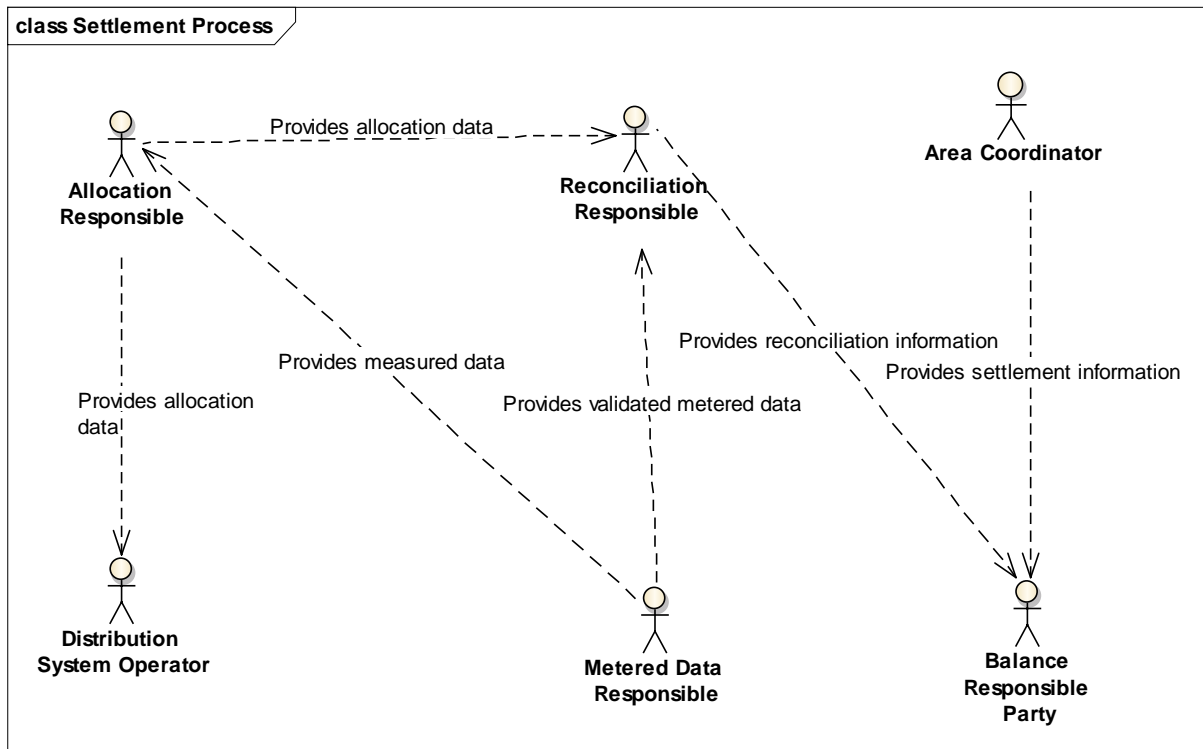 class Settlement Process
Provides allocation data
Allocation
Responsible
Reconciliation
Responsible
Area Coordinator
Provides reconciliation information
Provides measured data
Provides settlement information
Provides allocation
data
Provides validated metered data
Distribution
System Operator
Metered Data
Responsible
Balance
Responsible
Party